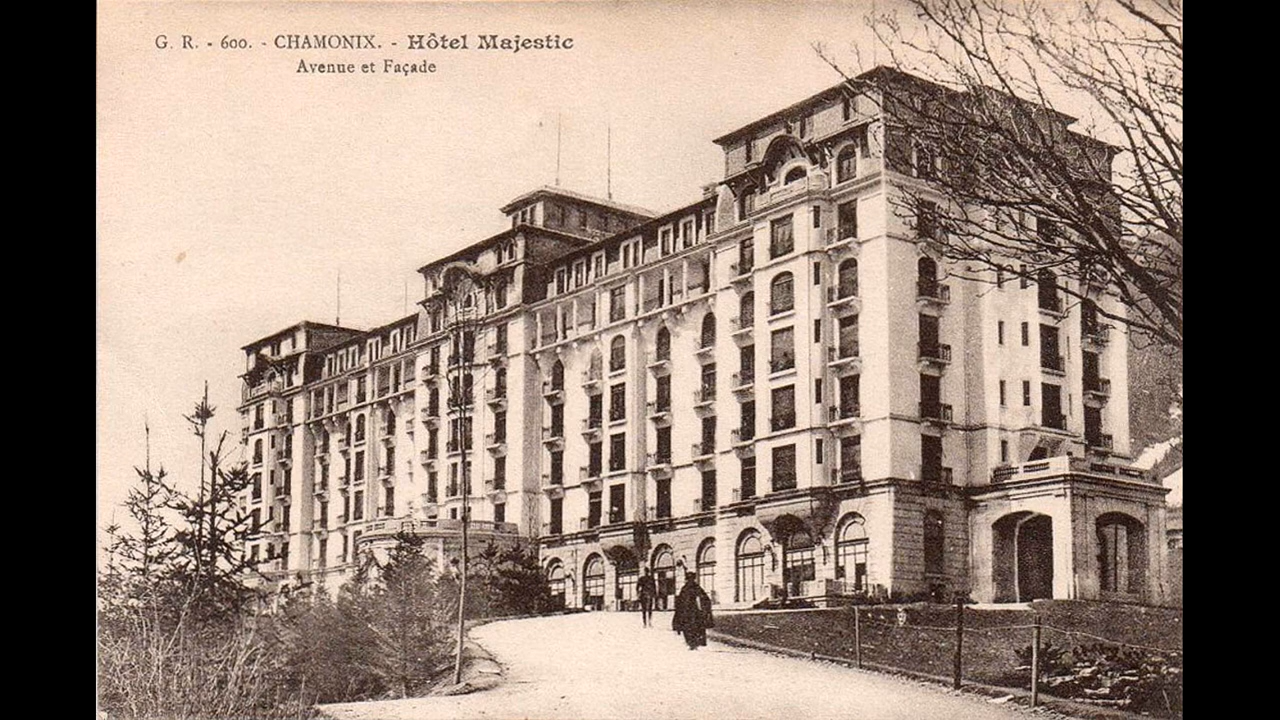 G. R. - 600. - CHAMONIX. - Hôtel Majestic
Avenue et Façade